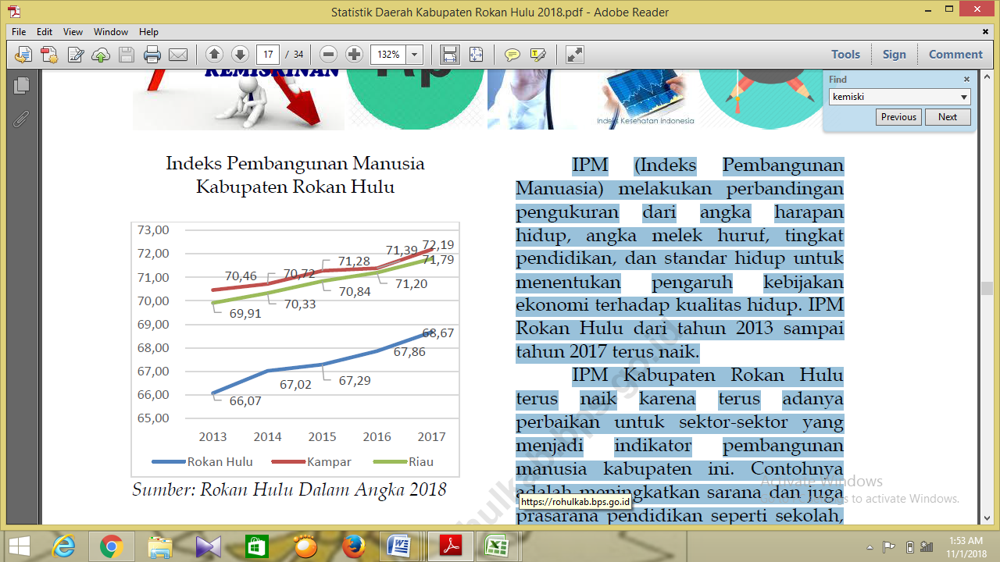 Statistik Daerah Kabupaten Rokan Hulu 2018.pdf - Adobe Reader
File Edit View Window Help
17 / 34 132% Tools Sign Comment
Find
kemiski
Previous Next
KEMISKINAN
Rp
Indeks Kesehatan Indonesia
Indeks Pembangunan Manusia
Kabupaten Rokan Hulu
73,00
72,00
71,00
70,00
69,00
68,00
67,00
66,00
65,00
70,46 70,72 71,28 71,39 72,19
69,91 70,33 70,84 71,20 71,79
66,07 67,02 67,29 67,86 68,67
2013 2014 2015 2016 2017
Rokan Hulu Kampar Riau
Sumber: Rokan Hulu Dalam Angka 2018
IPM (Indeks Pembangunan
Manuasia) melakukan perbandingan
pengukuran dari angka harapan
hidup, angka melek huruf, tingkat
pendidikan, dan standar hidup untuk
menentukan pengaruh kebijakan
ekonomi terhadap kualitas hidup. IPM
Rokan Hulu dari tahun 2013 sampai
tahun 2017 terus naik.
IPM Kabupaten Rokan Hulu
terus naik karena terus adanya
perbaikan untuk sektor-sektor yang
menjadi indikator pembangunan
manusia kabupaten ini. Contohnya
adalah meningkatkan sarana dan juga
prasarana pendidikan seperti sekolah,
https://rohulkab.bps.go.id
hulkab.bps.go.id
Activate Windows
to activate Windows.
1:53 AM
11/1/2018